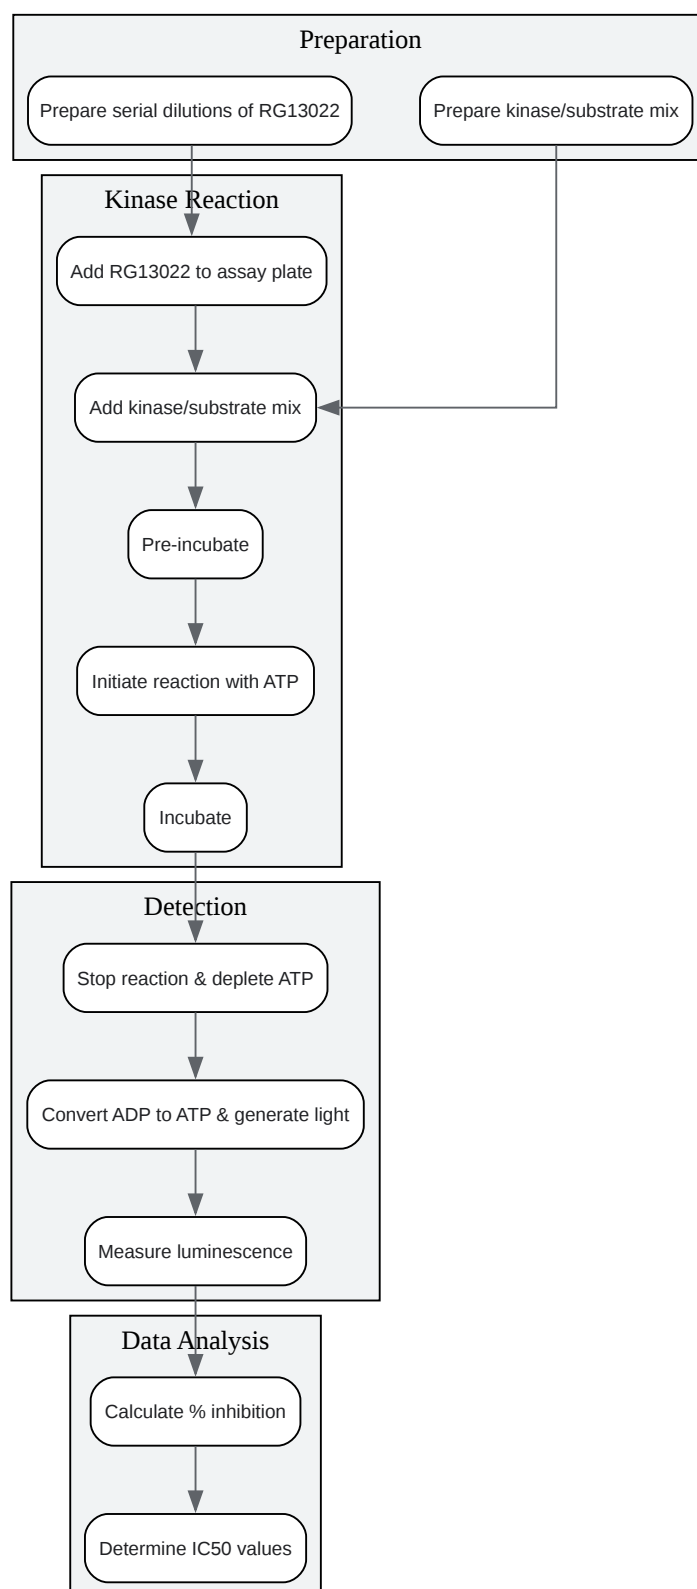 Preparation
Prepare serial dilutions of RG13022
Prepare kinase/substrate mix
Kinase Reaction
Add RG13022 to assay plate
Add kinase/substrate mix
Pre-incubate
Initiate reaction with ATP
Incubate
Detection
Stop reaction & deplete ATP
Convert ADP to ATP & generate light
Measure luminescence
Data Analysis
Calculate % inhibition
Determine IC50 values